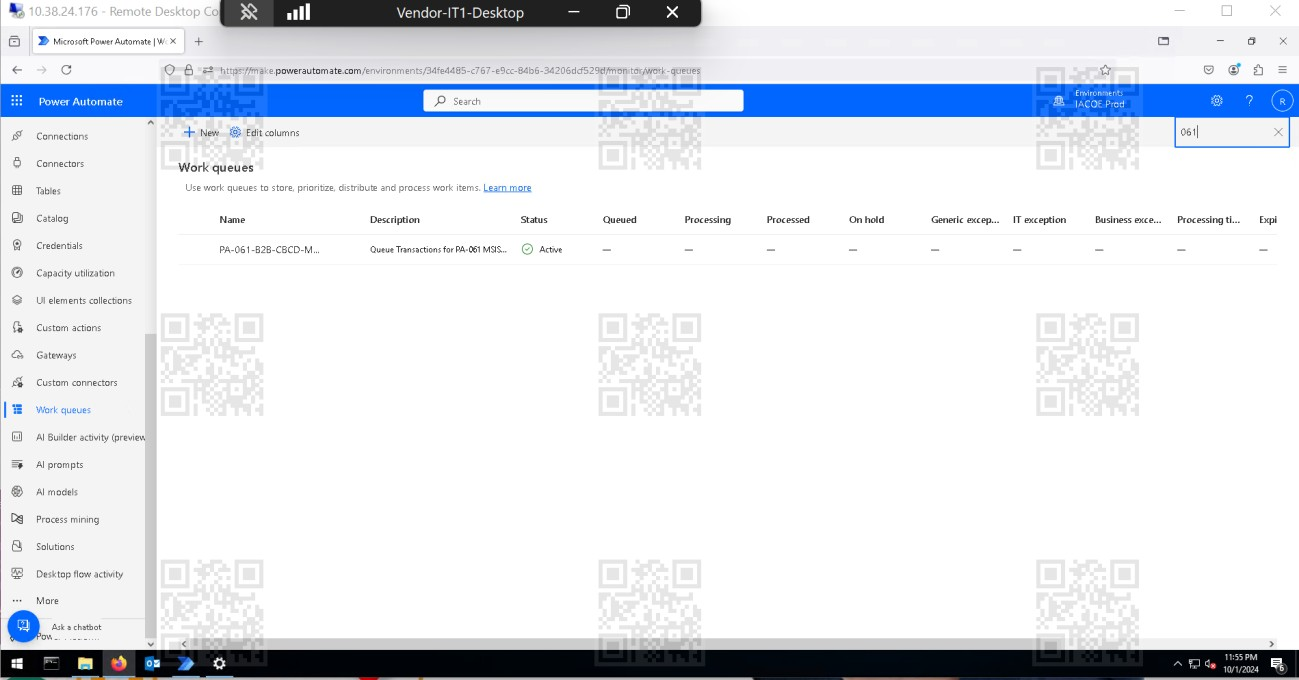 10.38.24.176 - Remote Desktop Co
Vendor-IT1-Desktop
Microsoft Power Automate | W
https://make.powerautomate.com/environments/34fe4485-c767-e9cc-84b6-34206dcf529d/monitor/work-queues
Power Automate
Search
Environments
IACOE Prod
R
New
Edit columns
061
Work queues
Use work queues to store, prioritize, distribute and process work items. Learn more
Name Description Status Queued Processing Processed On hold Generic excep... IT exception Business exce... Processing ti... Expi
PA-061-B2B-CBCD-M... Queue Transactions for PA-061 MSIS... Active — — — — — — — — —
Connections
Connectors
Tables
Catalog
Credentials
Capacity utilization
UI elements collections
Custom actions
Gateways
Custom connectors
Work queues
AI Builder activity (preview
AI prompts
AI models
Process mining
Solutions
Desktop flow activity
More
Ask a chatbot
11:55 PM
10/1/2024
6